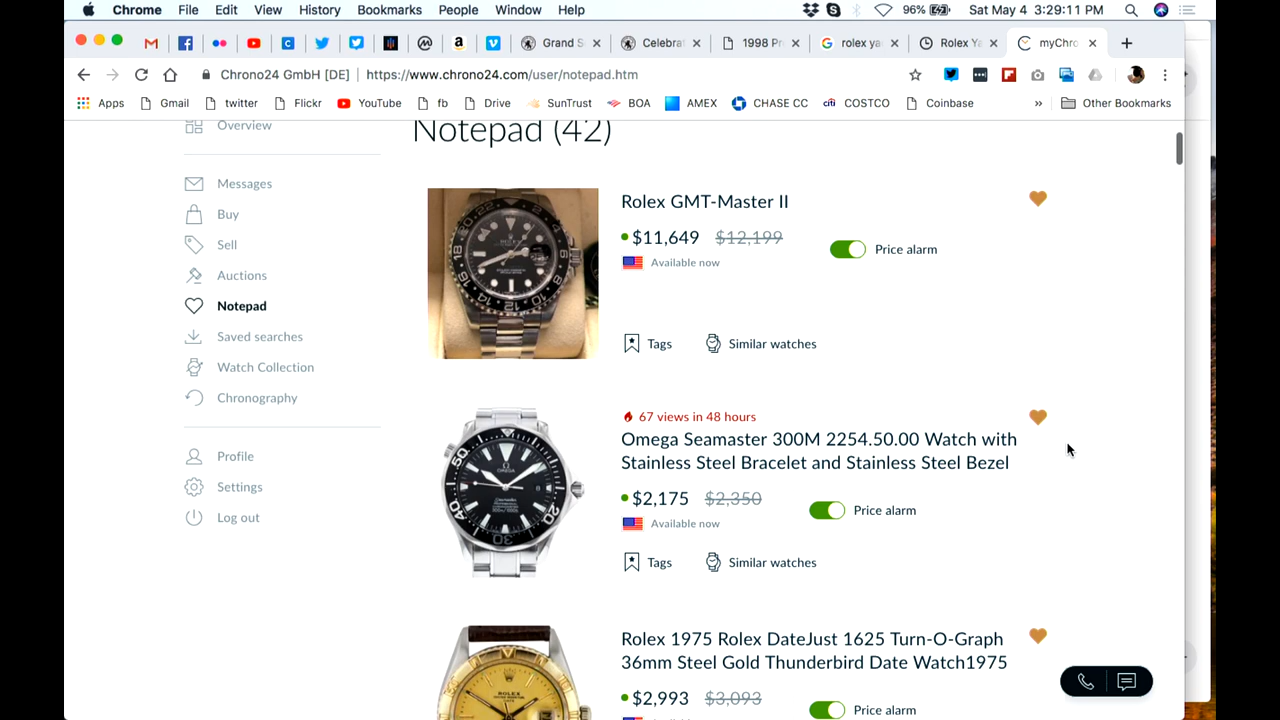 Chrome File Edit View History Bookmarks People Window Help 96% Sat May 4 3:29:11 PM
Grand S Celebrat 1998 Pr rolex ya Rolex Ya myChro
Chrono24 GmbH [DE] https://www.chrono24.com/user/notepad.htm
Apps Gmail twitter Flickr YouTube fb Drive SunTrust BOA AMEX CHASE CC citi COSTCO Coinbase » Other Bookmarks
Overview
Notepad (42)
Messages
Buy
Sell
Auctions
Notepad
Saved searches
Watch Collection
Chronography
Profile
Settings
Log out
Rolex GMT-Master II
$11,649 $12,199
Price alarm
Available now
Tags Similar watches
67 views in 48 hours
Omega Seamaster 300M 2254.50.00 Watch with
Stainless Steel Bracelet and Stainless Steel Bezel
$2,175 $2,350
Price alarm
Available now
Tags Similar watches
Rolex 1975 Rolex DateJust 1625 Turn-O-Graph
36mm Steel Gold Thunderbird Date Watch1975
$2,993 $3,093
Price alarm